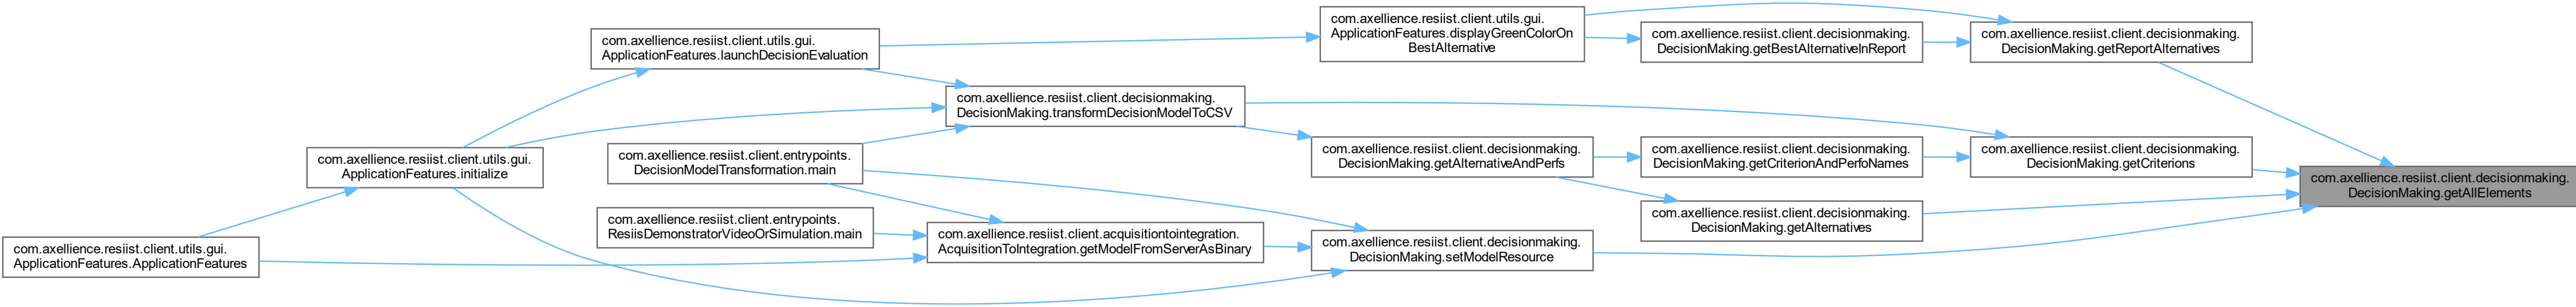 com.axellience.resiist.client.utils.gui.
ApplicationFeatures.displayGreenColorOn
BestAlternative
com.axellience.resiist.client.decisionmaking.
DecisionMaking.getBestAlternativeInReport
com.axellience.resiist.client.decisionmaking.
DecisionMaking.getReportAlternatives
com.axellience.resiist.client.utils.gui.
ApplicationFeatures.launchDecisionEvaluation
com.axellience.resiist.client.decisionmaking.
DecisionMaking.transformDecisionModelToCSV
com.axellience.resiist.client.utils.gui.
ApplicationFeatures.initialize
com.axellience.resiist.client.entrypoints.
DecisionModelTransformation.main
com.axellience.resiist.client.decisionmaking.
DecisionMaking.getAlternativeAndPerfs
com.axellience.resiist.client.decisionmaking.
DecisionMaking.getCriterionAndPerfoNames
com.axellience.resiist.client.decisionmaking.
DecisionMaking.getCriterions
com.axellience.resiist.client.decisionmaking.
DecisionMaking.getAllElements
com.axellience.resiist.client.entrypoints.
ResiisDemonstratorVideoOrSimulation.main
com.axellience.resiist.client.decisionmaking.
DecisionMaking.getAlternatives
com.axellience.resiist.client.utils.gui.
ApplicationFeatures.ApplicationFeatures
com.axellience.resiist.client.acquisitiontointegration.
AcquisitionToIntegration.getModelFromServerAsBinary
com.axellience.resiist.client.decisionmaking.
DecisionMaking.setModelResource